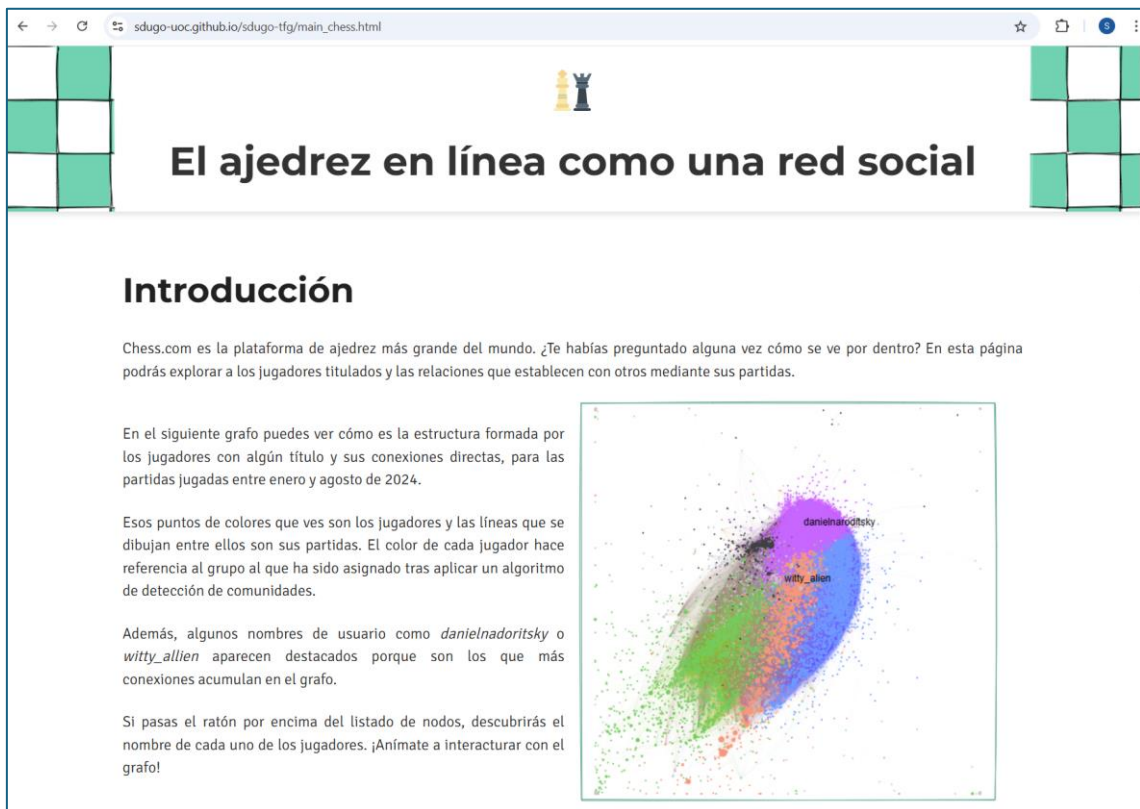 sdugo-uoc.github.io/sdugo-tfg/main_chess.html
S
El ajedrez en línea como una red social
Introducción
Chess.com es la plataforma de ajedrez más grande del mundo. ¿Te habías preguntado alguna vez cómo se ve por dentro? En esta página
podrás explorar a los jugadores titulados y las relaciones que establecen con otros mediante sus partidas.
En el siguiente grafo puedes ver cómo es la estructura formada por
los jugadores con algún título y sus conexiones directas, para las
partidas jugadas entre enero y agosto de 2024.
Esos puntos de colores que ves son los jugadores y las líneas que se
dibujan entre ellos son sus partidas. El color de cada jugador hace
referencia al grupo al que ha sido asignado tras aplicar un algoritmo
de detección de comunidades.
Además, algunos nombres de usuario como danielnadoritsky o
witty_allien aparecen destacados porque son los que más
conexiones acumulan en el grafo.
Si pasas el ratón por encima del listado de nodos, descubrirás el
nombre de cada uno de los jugadores. ¡Anímate a interacturar con el
grafo!
danielnaroditsky
witty_alien